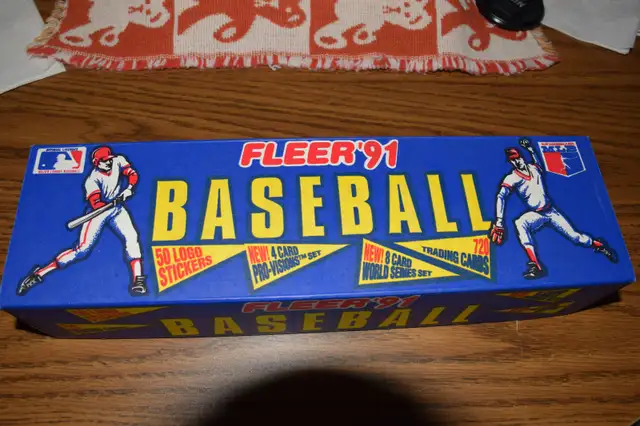 FLEER'91
BASEBALL
50 LOGO
STICKERS
NEW! 4 CARD
PRO-VISIONS™ SET
NEW! 8 CARD
WORLD SERIES SET
720
TRADING CARDS
FLEER'91
BASEBALL